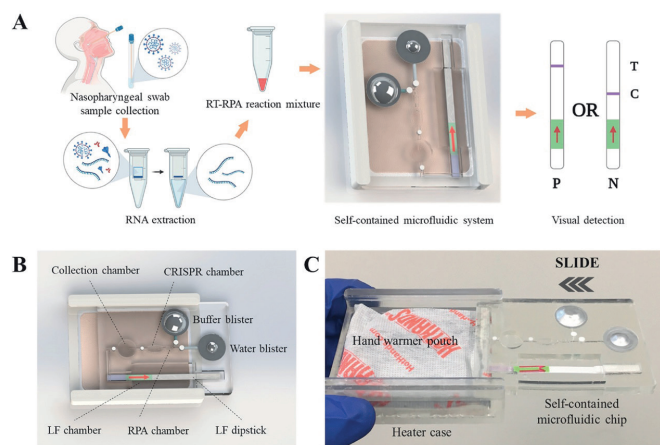 A
Nasopharyngeal swab
sample collection
RNA extraction
RT-RPA reaction mixture
Self-contained microfluidic system
T
C
OR
P
N
Visual detection
B
Collection chamber
CRISPR chamber
Buffer blister
Water blister
LF chamber
RPA chamber
LF dipstick
C
SLIDE
Hand warmer pouch
Heater case
Self-contained
microfluidic chip